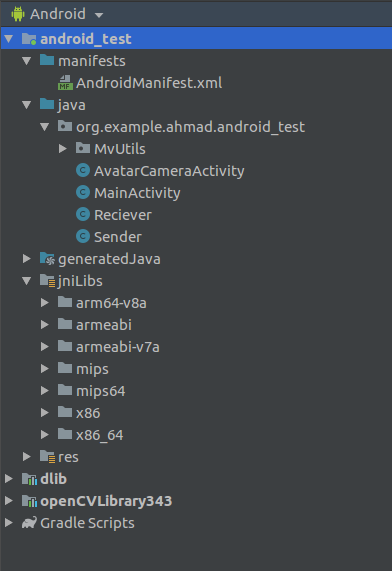 Android
android_test
manifests
AndroidManifest.xml
java
org.example.ahmad.android_test
MvUtils
AvatarCameraActivity
MainActivity
Reciever
Sender
generatedJava
jniLibs
arm64-v8a
armeabi
armeabi-v7a
mips
mips64
x86
x86_64
res
dlib
openCVLibrary343
Gradle Scripts